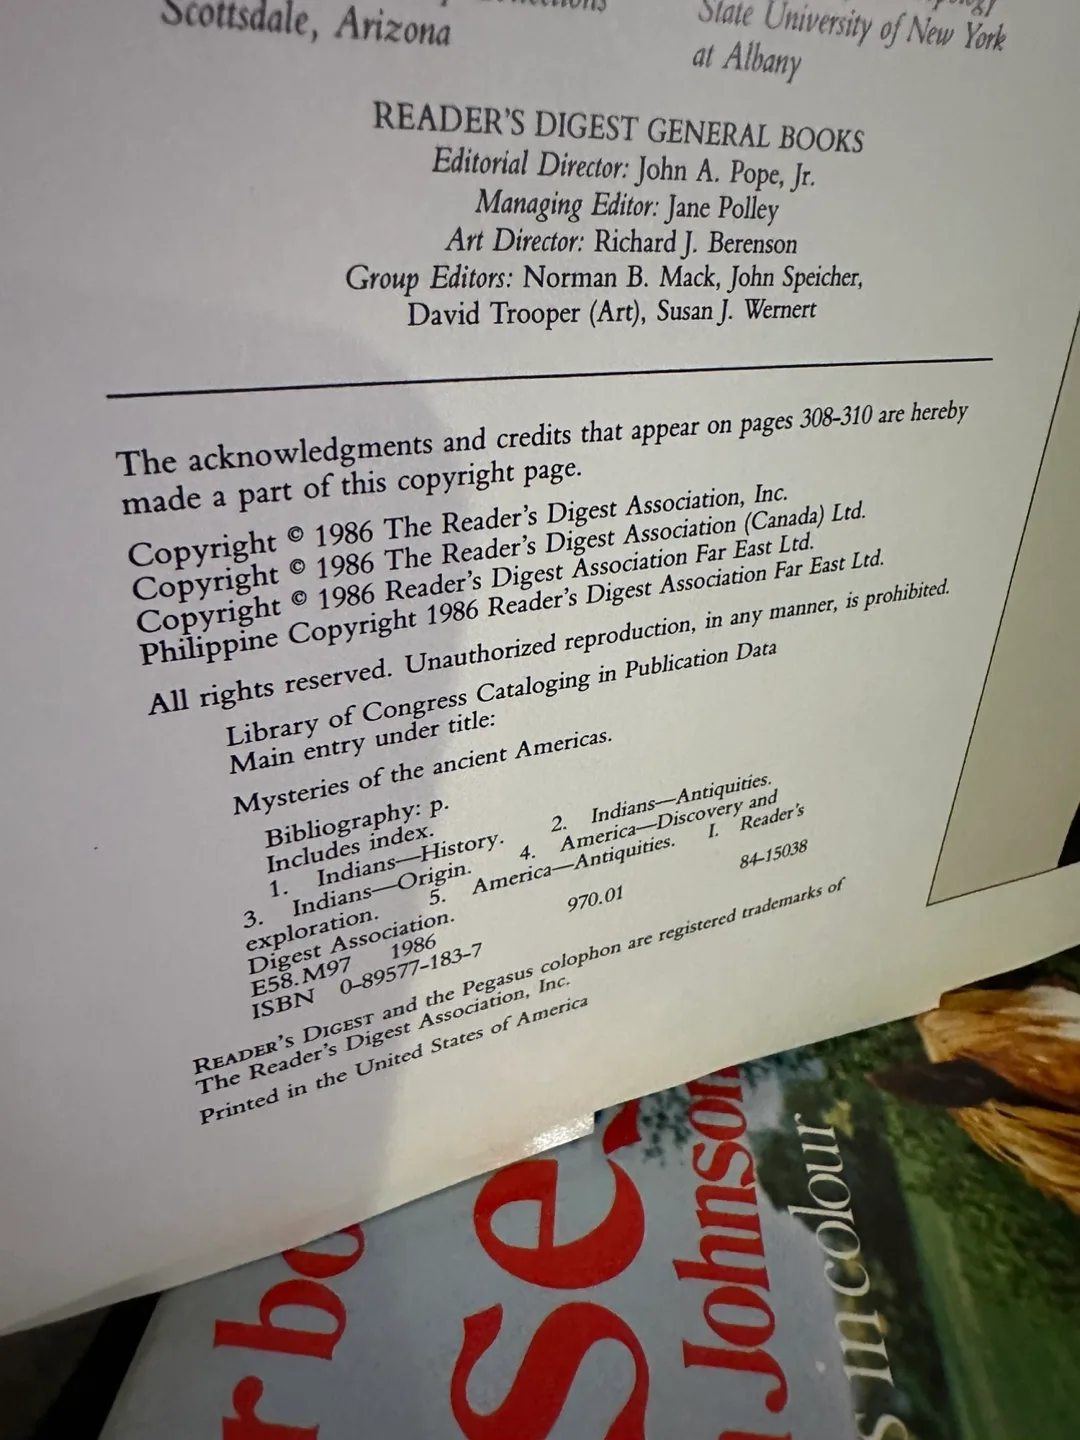 Scottsdale, Arizona
State University of New York
at Albany
READER'S DIGEST GENERAL BOOKS
Editorial Director: John A. Pope, Jr.
Managing Editor: Jane Polley
Art Director: Richard J. Berenson
Group Editors: Norman B. Mack, John Speicher,
David Trooper (Art), Susan J. Wernert
The acknowledgments and credits that appear on pages 308-310 are hereby
made a part of this copyright page.
Copyright © 1986 The Reader's Digest Association, Inc.
Copyright © 1986 The Reader's Digest Association (Canada) Ltd.
Copyright © 1986 Reader's Digest Association Far East Ltd.
Philippine Copyright 1986 Reader's Digest Association Far East Ltd.
All rights reserved. Unauthorized reproduction, in any manner, is prohibited.
Library of Congress Cataloging in Publication Data
Main entry under title:
Mysteries of the ancient Americas.
Bibliography: p.
Includes index.
1. Indians—History. 2. Indians—Antiquities.
3. Indians—Origin. 4. America—Discovery and
exploration. 5. America—Antiquities. I. Reader's
Digest Association.
E58.M97 1986 970.01 84-15038
ISBN 0-89577-183-7
READER'S DIGEST and the Pegasus colophon are registered trademarks of
The Reader's Digest Association, Inc.
Printed in the United States of America
Johnson
in colour